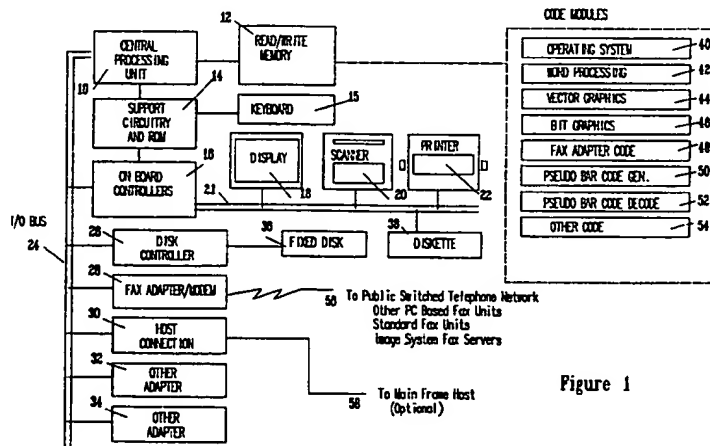 CODE MODULES
12
READ/WRITE
MEMORY
CENTRAL
PROCESSING
UNIT
10
14
SUPPORT
CIRCUITRY
AND ROM
KEYBOARD
15
16
ON BOARD
CONTROLLERS
DISPLAY
18
SCANNER
20
PRINTER
22
21
I/O BUS
24
DISK
CONTROLLER
36
FIXED DISK
38
DISKETTE
28
FAX ADAPTER/MODEM
56
To Public Switched Telephone Network
Other PC Based Fax Units
Standard Fax Units
Image System Fax Servers
30
HOST
CONNECTION
58
To Main Frame Host
(Optional)
32
OTHER
ADAPTER
34
OTHER
ADAPTER
OPERATING SYSTEM
40
WORD PROCESSING
42
VECTOR GRAPHICS
44
BIT GRAPHICS
46
FAX ADAPTER CODE
48
PSEUDO BAR CODE GEN.
50
PSEUDO BAR CODE DECODE
52
OTHER CODE
54
Figure 1